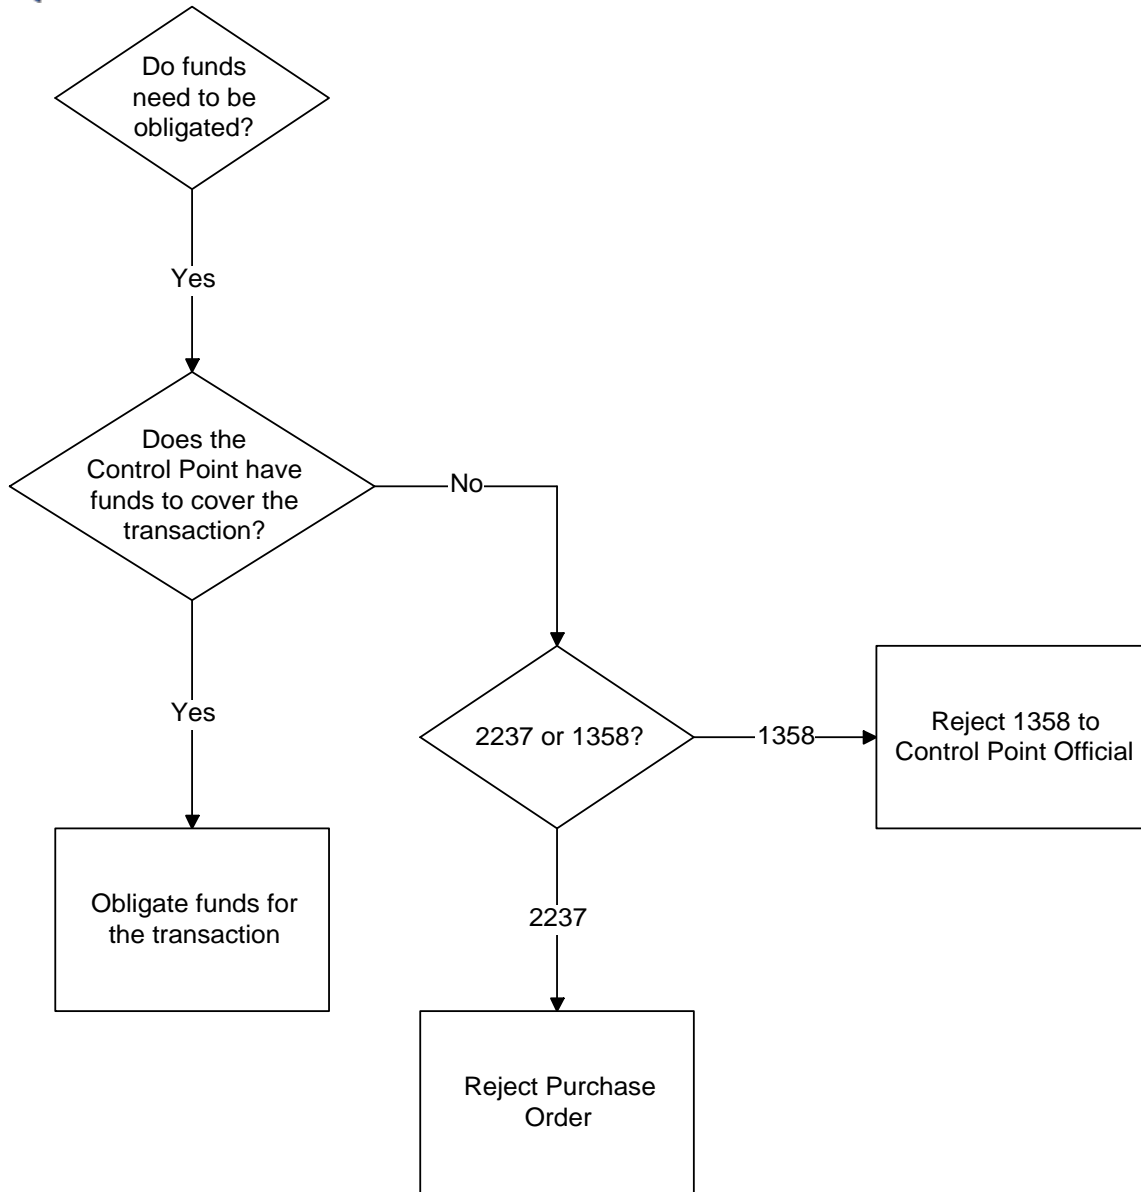 Do funds
need to be
obligated?
Yes
Does the
Control Point have
funds to cover the
transaction?
No
Yes
2237 or 1358?
1358
Reject 1358 to
Control Point Official
Obligate funds for
the transaction
2237
Reject Purchase
Order